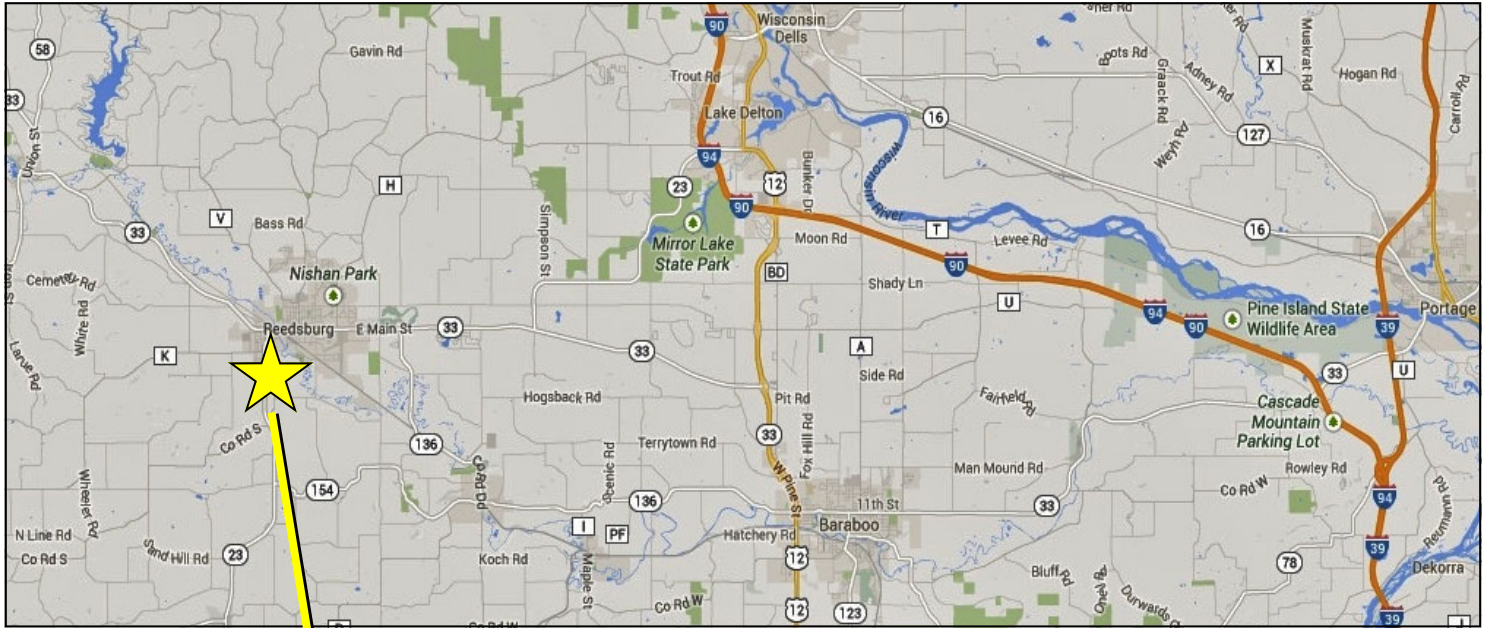 90
Wisconsin
Dells
58
Gavin Rd
Boots Rd
Muskrat Rd
X
Hogan Rd
Trout Rd
Graack Rd
Adney Rd
Carroll Rd
33
Lake Delton
16
127
Union St
94
Weyh Rd
Wisconsin River
Bunker Dr
H
23
12
90
V
Bass Rd
Simpson St
33
Mirror Lake
State Park
Moon Rd
T
Levee Rd
16
Nishan Park
BD
90
Cemetery Rd
Shady Ln
U
94
90
Pine Island State
Wildlife Area
Portage
39
White Rd
Reedsburg
E Main St
33
K
33
A
Side Rd
33
U
Larue Rd
Hogsback Rd
Pit Rd
Fairfield Rd
Cascade
Mountain
Parking Lot
Co Rd S
136
Terrytown Rd
33
Fox Hill Rd
W Pine St
Man Mound Rd
Rowley Rd
Co Rd W
Wheeler Rd
154
Co Rd Dd
Scenic Rd
136
11th St
33
94
Reumann Rd
N Line Rd
Co Rd S
Sand Hill Rd
23
I
PF
Hatchery Rd
Baraboo
Koch Rd
Maple St
12
39
78
Dekorra
Bluff Rd
Co Rd W
12
123
Durwards
39
Co Rd W